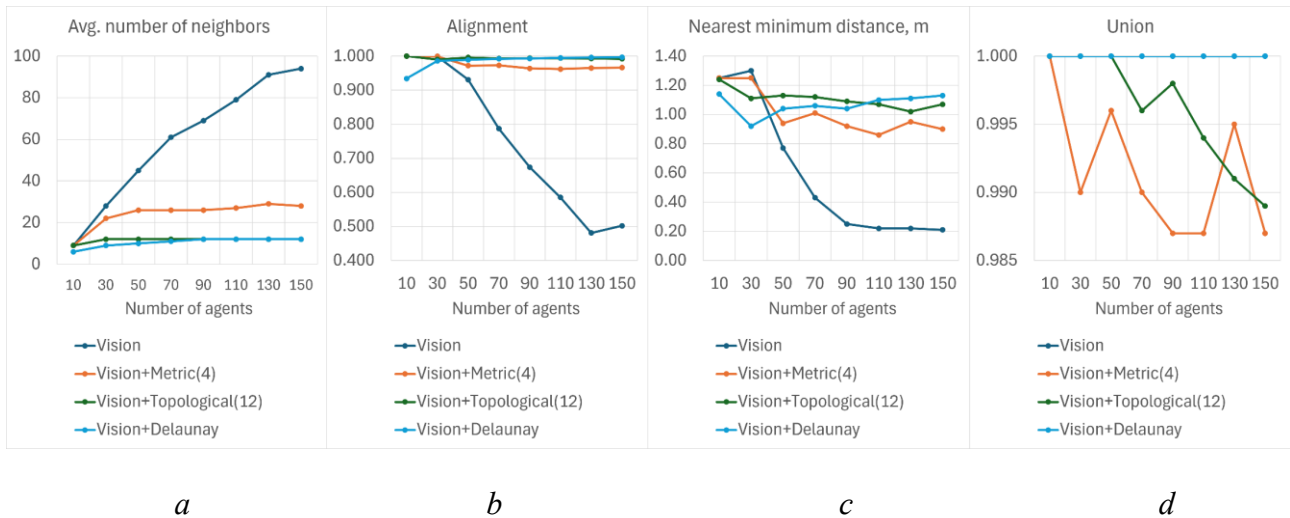 Avg. number of neighbors
100
80
60
40
20
0
10 30 50 70 90 110 130 150
Number of agents
Vision
Vision+Metric(4)
Vision+Topological(12)
Vision+Delaunay
a
Alignment
1.000
0.900
0.800
0.700
0.600
0.500
0.400
10 30 50 70 90 110 130 150
Number of agents
Vision
Vision+Metric(4)
Vision+Topological(12)
Vision+Delaunay
b
Nearest minimum distance, m
1.40
1.20
1.00
0.80
0.60
0.40
0.20
0.00
10 30 50 70 90 110 130 150
Number of agents
Vision
Vision+Metric(4)
Vision+Topological(12)
Vision+Delaunay
c
Union
1.000
0.995
0.990
0.985
10 30 50 70 90 110 130 150
Number of agents
Vision
Vision+Metric(4)
Vision+Topological(12)
Vision+Delaunay
d